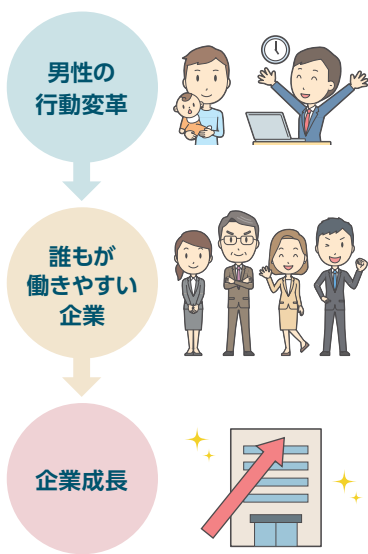 男性の
行動変革
誰もが
働きやすい
企業
企業成長